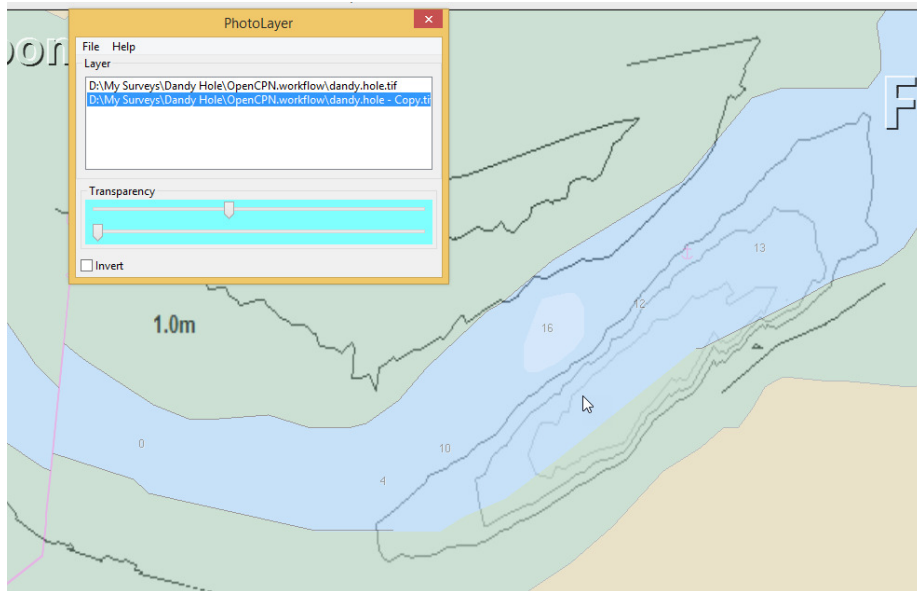 PhotoLayer
File Help
Layer
D:\My Surveys\Dandy Hole\OpenCPN.workflow\dandy.hole.tif
D:\My Surveys\Dandy Hole\OpenCPN.workflow\dandy.hole - Copy.ti
Transparency
Invert
F
13
12
1.0m
16
0
10
4